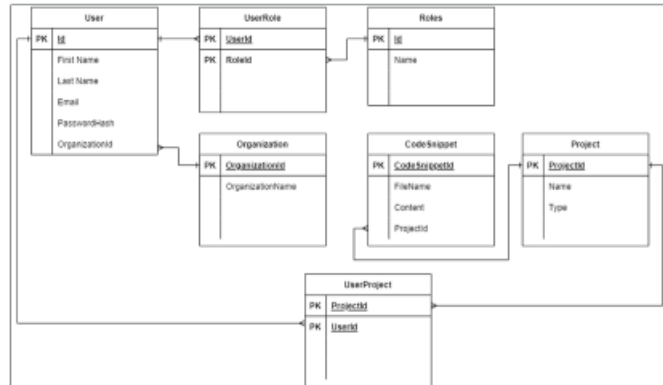 User
PK Id
First Name
Last Name
Email
PasswordHash
OrganizationId
UserRole
PK UserId
PK RoleId
Roles
PK Id
Name
Organization
PK OrganizationId
OrganizationName
CodeSnippet
PK CodeSnippetId
FileName
Content
ProjectId
Project
PK ProjectId
Name
Type
UserProject
PK ProjectId
PK UserId